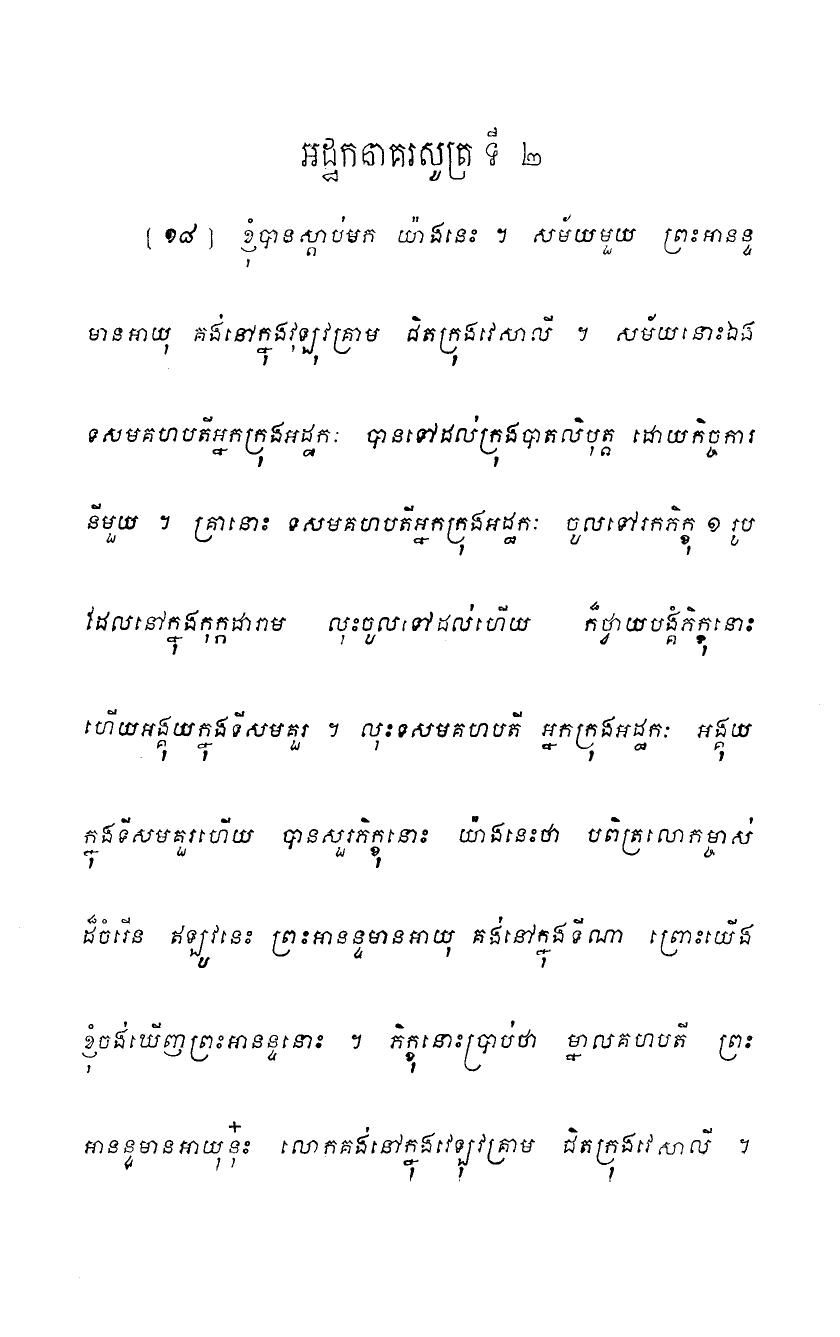 អដ្ឋកនាគរសូត្រ ទី ២
(១៨) ខ្ញុំបានស្តាប់មក យ៉ាងនេះ ។ សម័យមួយ ព្រះអានន្ទ
មានអាយុ គង់នៅក្នុងវេឡុវគ្រាម ជិតក្រុងវេសាលី ។ សម័យនោះឯង
ទសមគហបតីអ្នកក្រុងអដ្ឋកៈ បានទៅដល់ក្រុងបាតលិបុត្ត ដោយកិច្ចការ
នីមួយ ។ គ្រានោះ ទសមគហបតីអ្នកក្រុងអដ្ឋកៈ ចូលទៅរកភិក្ខុ ១ រូប
ដែលនៅក្នុងកុក្កដារាម លុះចូលទៅដល់ហើយ ក៏ថ្វាយបង្គំភិក្ខុនោះ
ហើយអង្គុយក្នុងទីសមគួរ ។ លុះទសមគហបតី អ្នកក្រុងអដ្ឋកៈ អង្គុយ
ក្នុងទីសមគួរហើយ បានសួរភិក្ខុនោះ យ៉ាងនេះថា បពិត្រលោកម្ចាស់
ដ៏ចំរើន ឥឡូវនេះ ព្រះអានន្ទមានអាយុ គង់នៅក្នុងទីណា ព្រោះយើង
ខ្ញុំចង់ឃើញព្រះអានន្ទនោះ ។ ភិក្ខុនោះប្រាប់ថា ម្នាលគហបតី ព្រះ
អានន្ទមានអាយុនុ៎ះ លោកគង់នៅក្នុងវេឡុវគ្រាម ជិតក្រុងវេសាលី ។